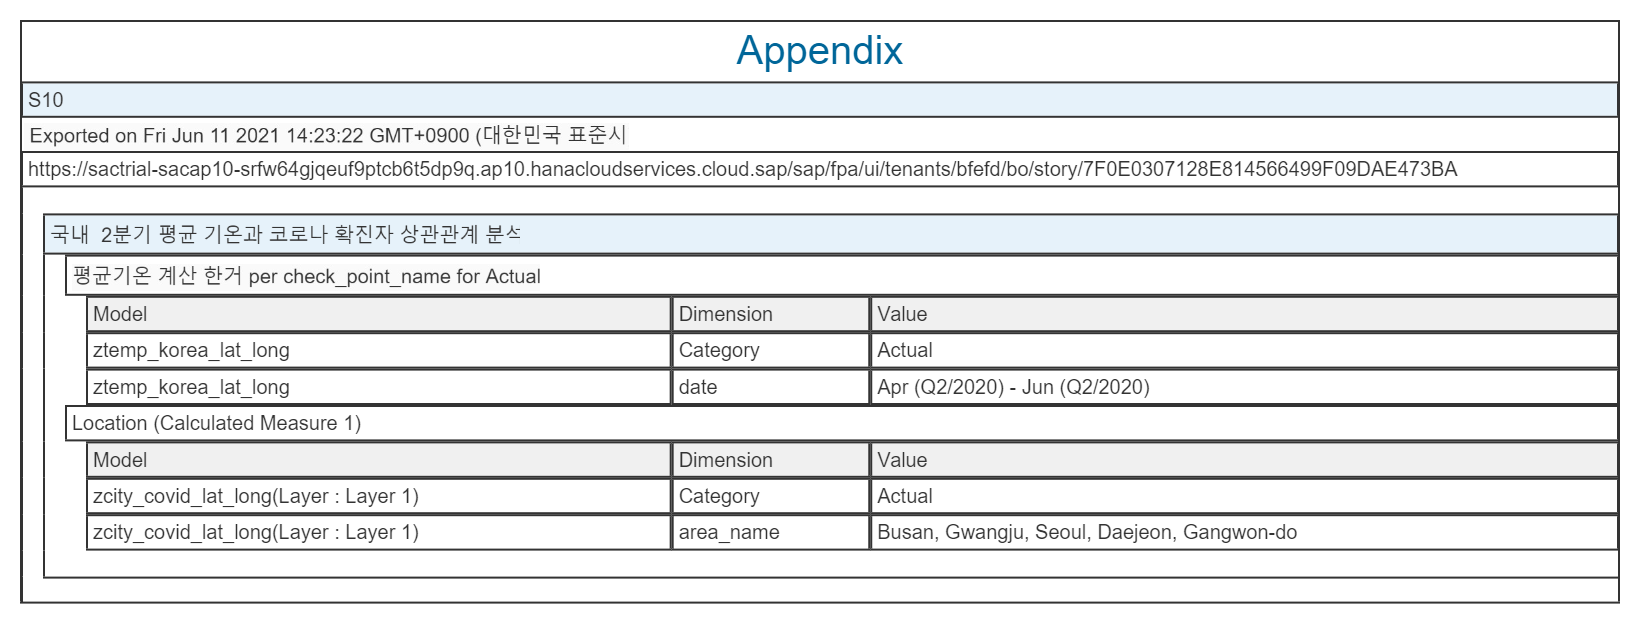 Appendix
S10
Exported on Fri Jun 11 2021 14:23:22 GMT+0900 (대한민국 표준시
https://sactrial-sacap10-srfw64gjqeuf9ptcb6t5dp9q.ap10.hanacloudservices.cloud.sap/sap/fpa/ui/tenants/bfefd/bo/story/7F0E0307128E814566499F09DAE473BA
국내 2분기 평균 기온과 코로나 확진자 상관관계 분석
평균기온 계산 한거 per check_point_name for Actual
Model Dimension Value
ztemp_korea_lat_long Category Actual
ztemp_korea_lat_long date Apr (Q2/2020) - Jun (Q2/2020)
Location (Calculated Measure 1)
Model Dimension Value
zcity_covid_lat_long(Layer : Layer 1) Category Actual
zcity_covid_lat_long(Layer : Layer 1) area_name Busan, Gwangju, Seoul, Daejeon, Gangwon-do